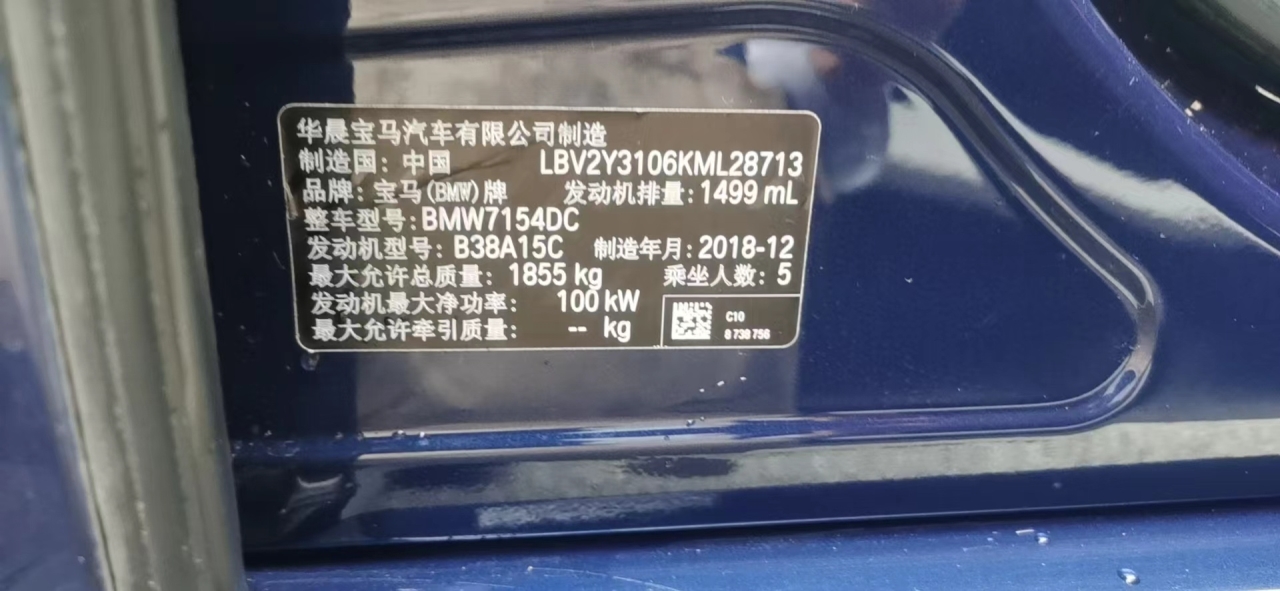 华晨宝马汽车有限公司制造
制造国：中国 LBV2Y3106KML28713
品牌：宝马(BMW)牌 发动机排量：1499 mL
整车型号：BMW7154DC
发动机型号：B38A15C 制造年月：2018-12
最大允许总质量：1855 kg 乘坐人数：5
发动机最大净功率：100 kW
最大允许牵引质量：-- kg
C10
8 738 756